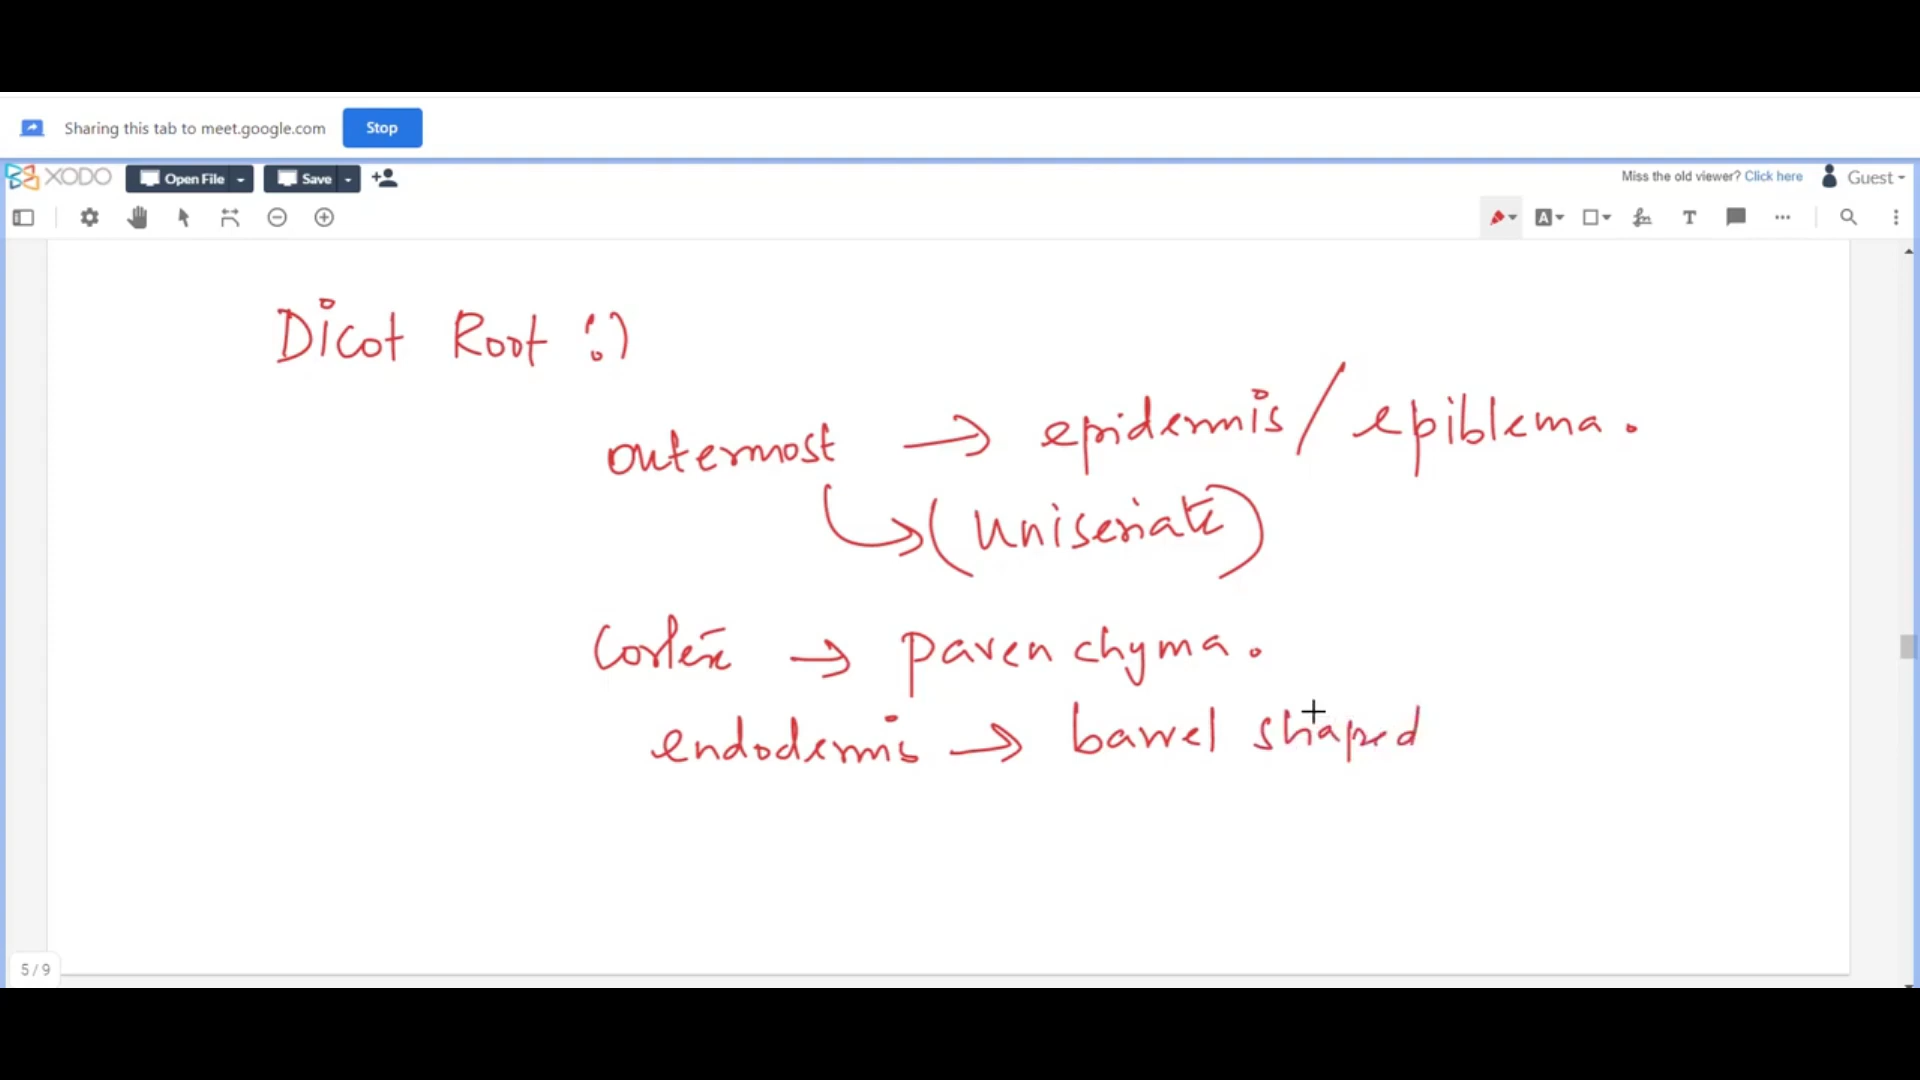 Sharing this tab to meet.google.com Stop
XODO Open File Save Miss the old viewer? Click here Guest
Dicot Root :)
outermost → epidermis / epiblema.
(uniseriate)
Cortex → parenchyma.
endodermis → barrel shaped
5 / 9